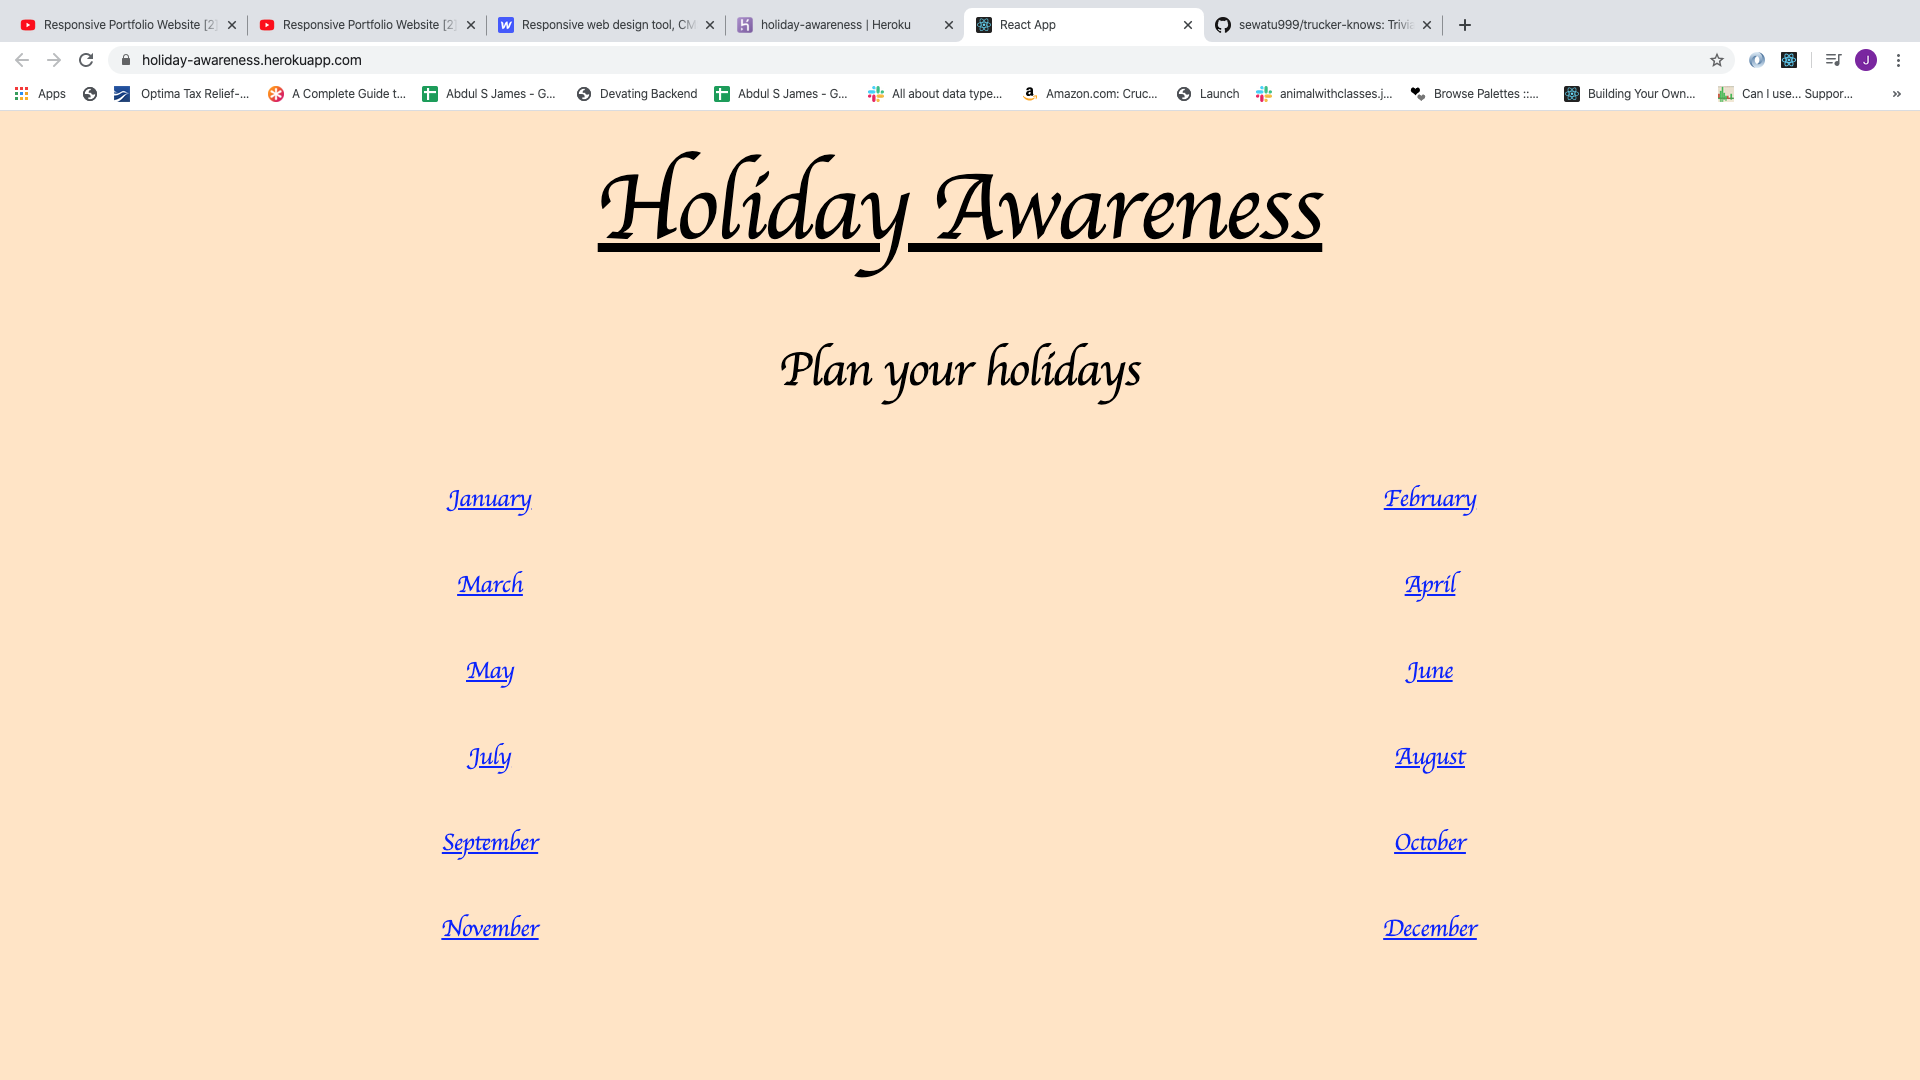 Responsive Portfolio Website [2] Responsive Portfolio Website [2] Responsive web design tool, CM holiday-awareness | Heroku React App sewatu999/trucker-knows: Trivia
holiday-awareness.herokuapp.com J
Apps Optima Tax Relief-... A Complete Guide t... Abdul S James - G... Devating Backend Abdul S James - G... All about data type... Amazon.com: Cruc... Launch animalwithclasses.j... Browse Palettes ::... Building Your Own... Can I use... Suppor... »
Holiday Awareness
Plan your holidays
January February
March April
May June
July August
September October
November December